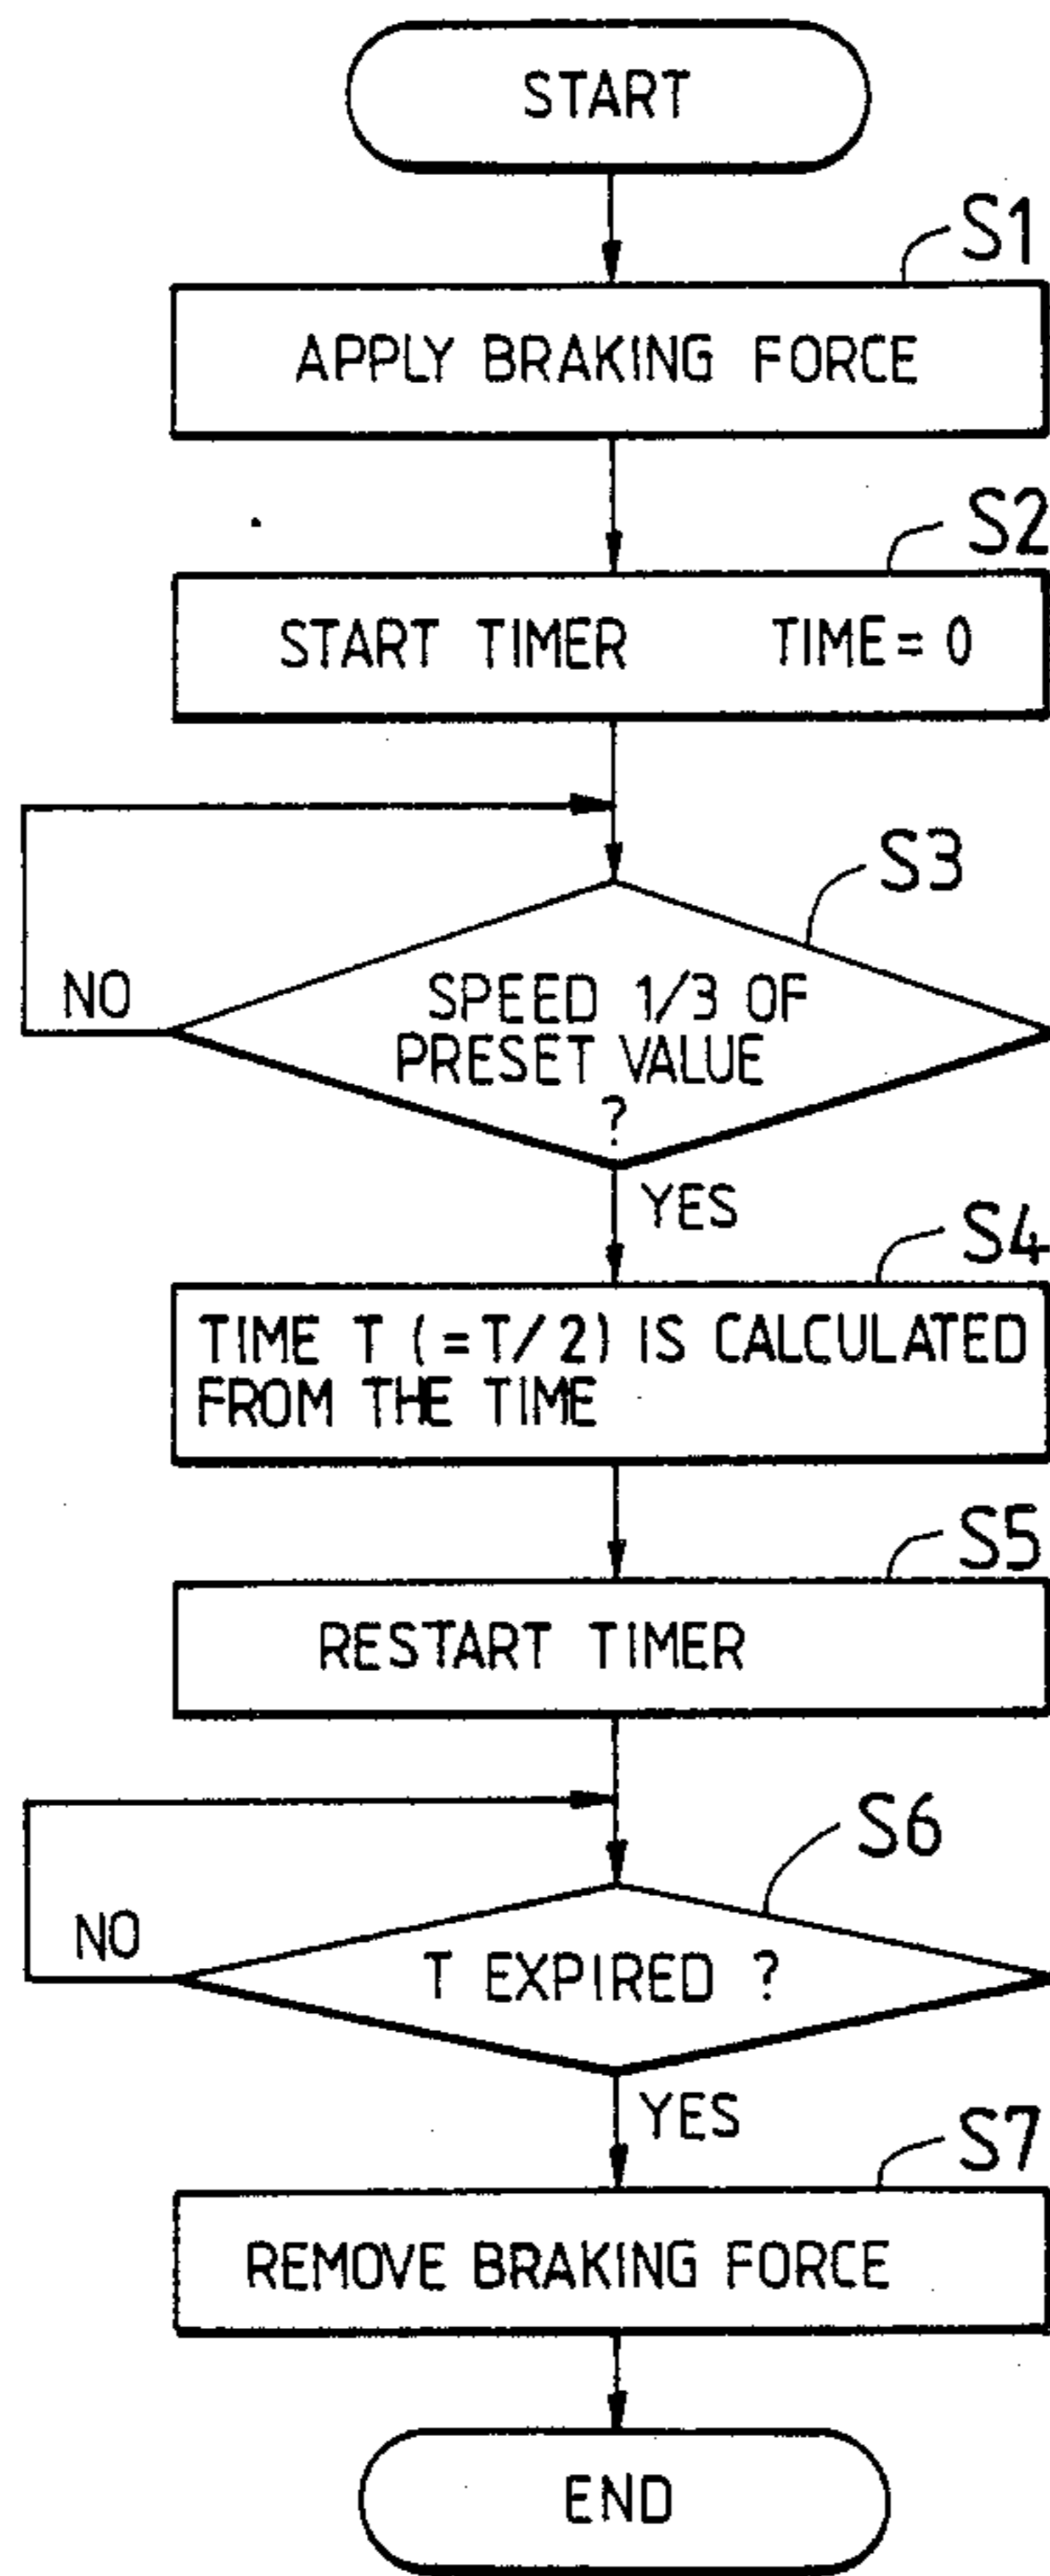 START
S1
APPLY BRAKING FORCE
S2
START TIMER TIME = 0
S3
NO
SPEED 1/3 OF
PRESET VALUE
?
YES
S4
TIME T (= T/2) IS CALCULATED
FROM THE TIME
S5
RESTART TIMER
S6
NO
T EXPIRED ?
YES
S7
REMOVE BRAKING FORCE
END